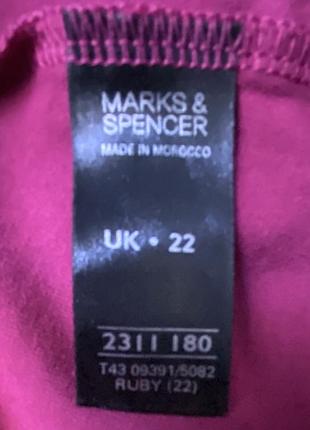 MARKS &
SPENCER
MADE IN MOROCCO
UK • 22
2311 180
T43 09391/5082
RUBY (22)